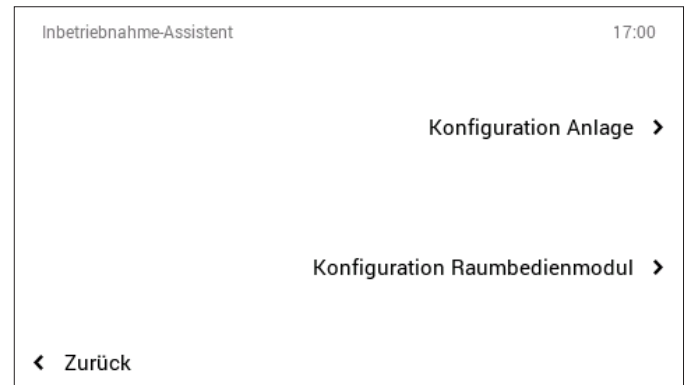 Inbetriebnahme-Assistent 17:00
Konfiguration Anlage
Konfiguration Raumbedienmodul
Zurück